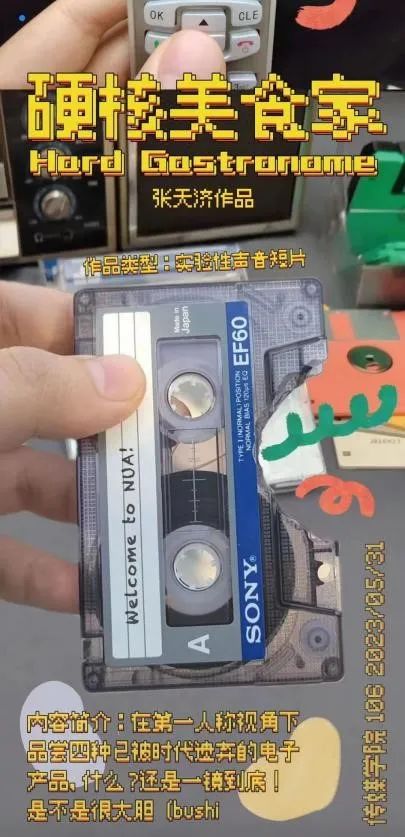 OK
CLE
硬核美食家
Hard Gastronome
张天济作品
作品类型：实验性声音短片
Made in
Japan
Welcome to NUA!
A
SONY®
TYPE I (NORMAL) POSITION
NORMAL BIAS 120μs EQ
EF60
传媒学院 106 2023/05/31
内容简介：在第一人称视角下
品尝四种已被时代迭弃的电子
产品。什么？还是一镜到底！
是不是很大胆（bushi